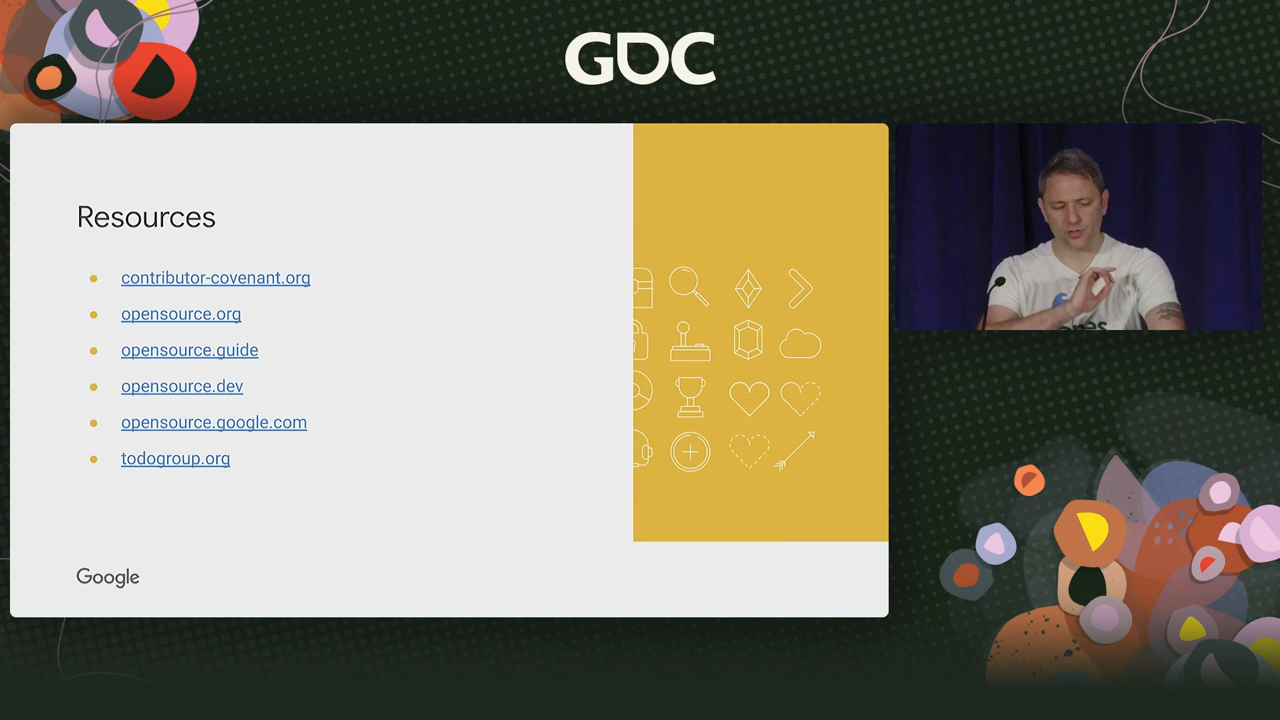 GDC
Resources
contributor-covenant.org
opensource.org
opensource.guide
opensource.dev
opensource.google.com
todogroup.org
Google